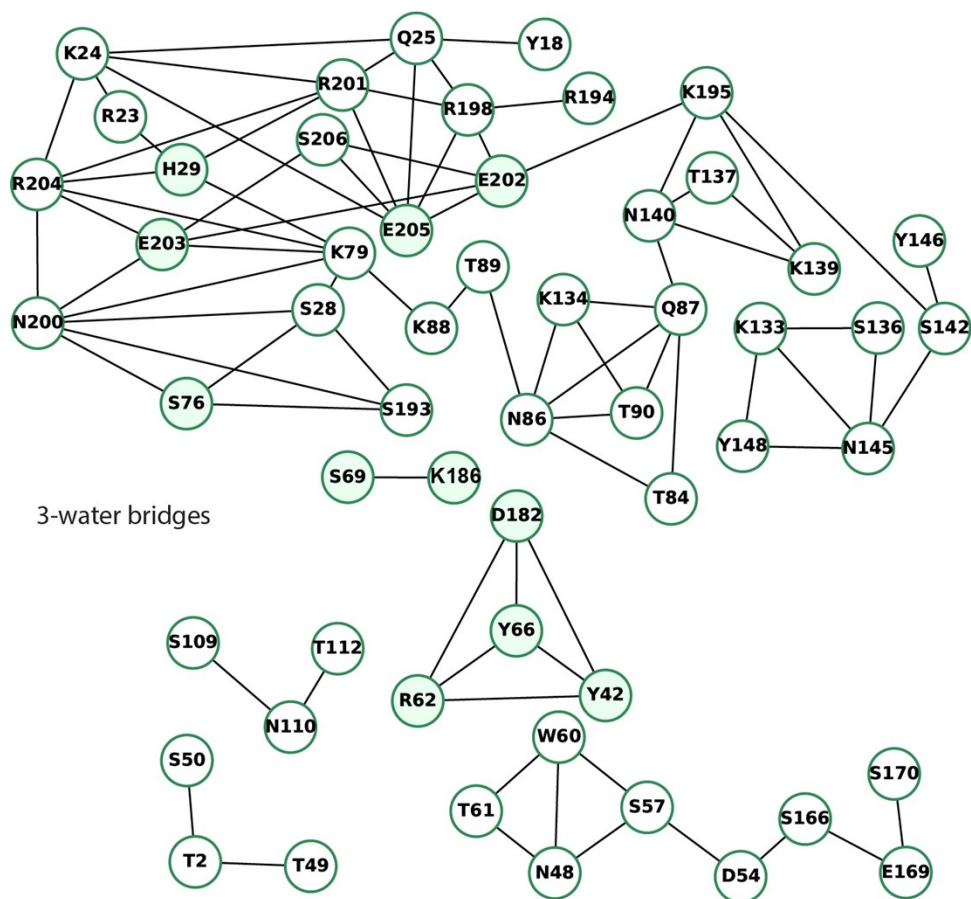 K24
Q25
Y18
R201
R23
R198
R194
K195
S206
H29
R204
E202
T137
E203
E205
N140
K79
T89
Y146
K139
S28
K134
Q87
N200
K88
K133
S136
S142
S76
S193
N86
T90
Y148
N145
S69
K186
T84
3-water bridges
D182
S109
T112
Y66
R62
Y42
N110
W60
S50
S170
T61
S57
S166
T2
T49
N48
D54
E169